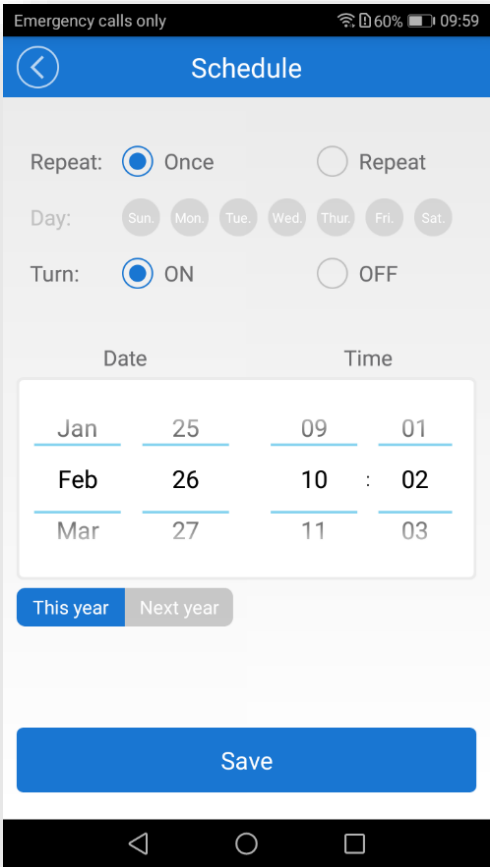 Emergency calls only 60% 09:59
Schedule
Repeat: Once Repeat
Day: Sun. Mon. Tue. Wed. Thur. Fri. Sat.
Turn: ON OFF
Date Time
Jan 25 09 01
Feb 26 10 : 02
Mar 27 11 03
This year Next year
Save